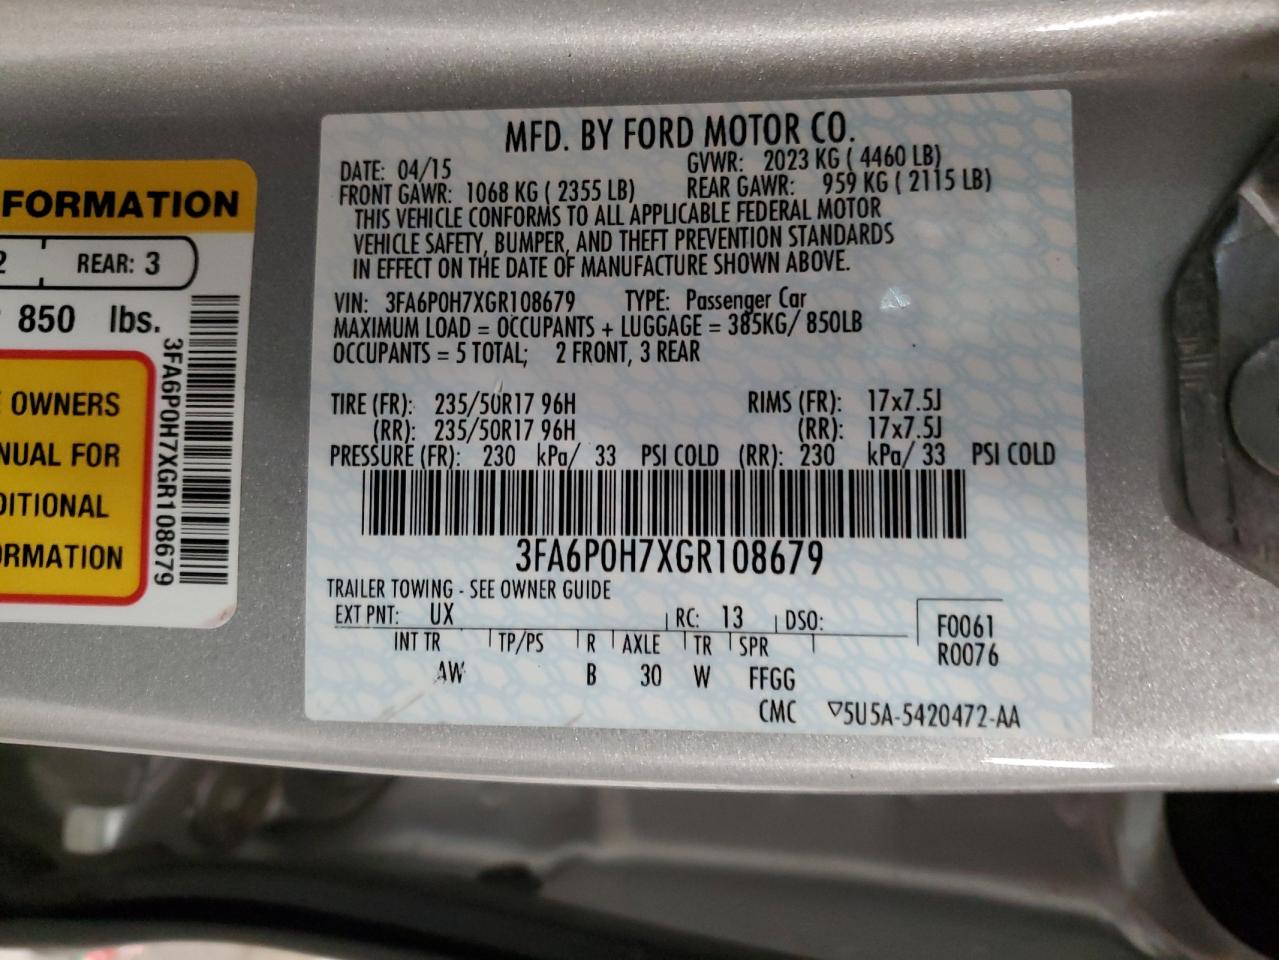 FORMATION
2 REAR: 3
850 lbs.
3FA6P0H7XGR108679
OWNERS
NUAL FOR
DITIONAL
RMATION
MFD. BY FORD MOTOR CO.
DATE: 04/15 GVWR: 2023 KG ( 4460 LB)
FRONT GAWR: 1068 KG ( 2355 LB) REAR GAWR: 959 KG ( 2115 LB)
THIS VEHICLE CONFORMS TO ALL APPLICABLE FEDERAL MOTOR
VEHICLE SAFETY, BUMPER, AND THEFT PREVENTION STANDARDS
IN EFFECT ON THE DATE OF MANUFACTURE SHOWN ABOVE.
VIN: 3FA6P0H7XGR108679 TYPE: Passenger Car
MAXIMUM LOAD = OCCUPANTS + LUGGAGE = 385KG/ 850LB
OCCUPANTS = 5 TOTAL; 2 FRONT, 3 REAR
TIRE (FR): 235/50R17 96H RIMS (FR): 17x7.5J
(RR): 235/50R17 96H (RR): 17x7.5J
PRESSURE (FR): 230 kPa/ 33 PSI COLD (RR): 230 kPa/ 33 PSI COLD
3FA6P0H7XGR108679
TRAILER TOWING - SEE OWNER GUIDE
EXT PNT: UX RC: 13 DSO: F0061
INT TR TP/PS R AXLE TR SPR R0076
AW B 30 W FFGG
CMC ▽5U5A-5420472-AA